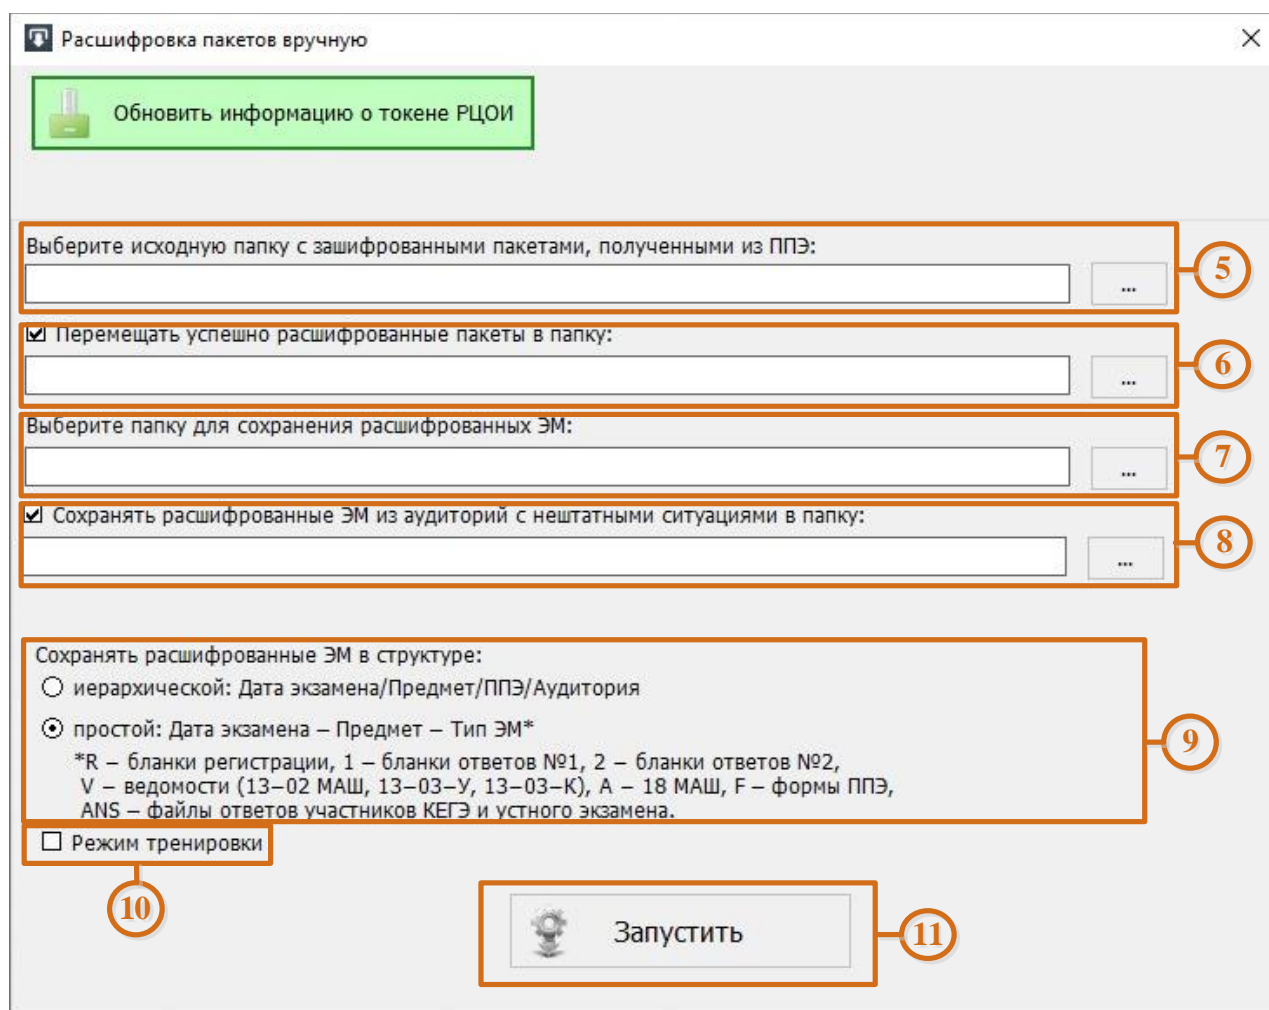 Расшифровка пакетов вручную
Обновить информацию о токене РЦОИ
Выберите исходную папку с зашифрованными пакетами, полученными из ППЭ:
...
5
Перемещать успешно расшифрованные пакеты в папку:
...
6
Выберите папку для сохранения расшифрованных ЭМ:
...
7
Сохранять расшифрованные ЭМ из аудиторий с нештатными ситуациями в папку:
...
8
Сохранять расшифрованные ЭМ в структуре:
иерархической: Дата экзамена/Предмет/ППЭ/Аудитория
простой: Дата экзамена – Предмет – Тип ЭМ*
*R – бланки регистрации, 1 – бланки ответов №1, 2 – бланки ответов №2,
V – ведомости (13–02 МАШ, 13–03–У, 13–03–К), A – 18 МАШ, F – формы ППЭ,
ANS – файлы ответов участников КЕГЭ и устного экзамена.
9
Режим тренировки
10
Запустить
11